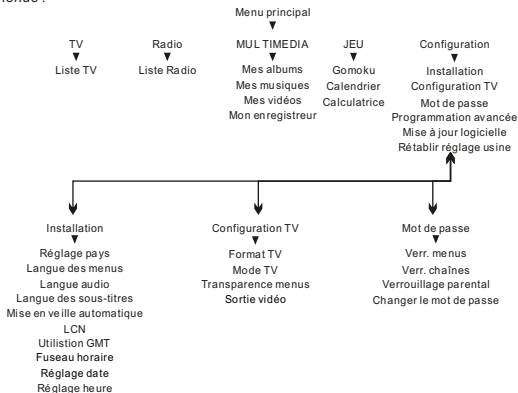 menus :
Menu principal
TV
Liste TV
Radio
Liste Radio
MULTIMEDIA
Mes albums
Mes musiques
Mes vidéos
Mon enregistreur
JEU
Gomoku
Calendrier
Calculatrice
Configuration
Installation
Configuration TV
Mot de passe
Programmation avancée
Mise à jour logicielle
Rétablir réglage usine
Installation
Réglage pays
Langue des menus
Langue audio
Langue des sous-titres
Mise en veille automatique
LCN
Utilistion GMT
Fuseau horaire
Réglage date
Réglage heure
Configuration TV
Format TV
Mode TV
Transparence menus
Sortie vidéo
Mot de passe
Verr. menus
Verr. chaînes
Verrouillage parental
Changer le mot de passe